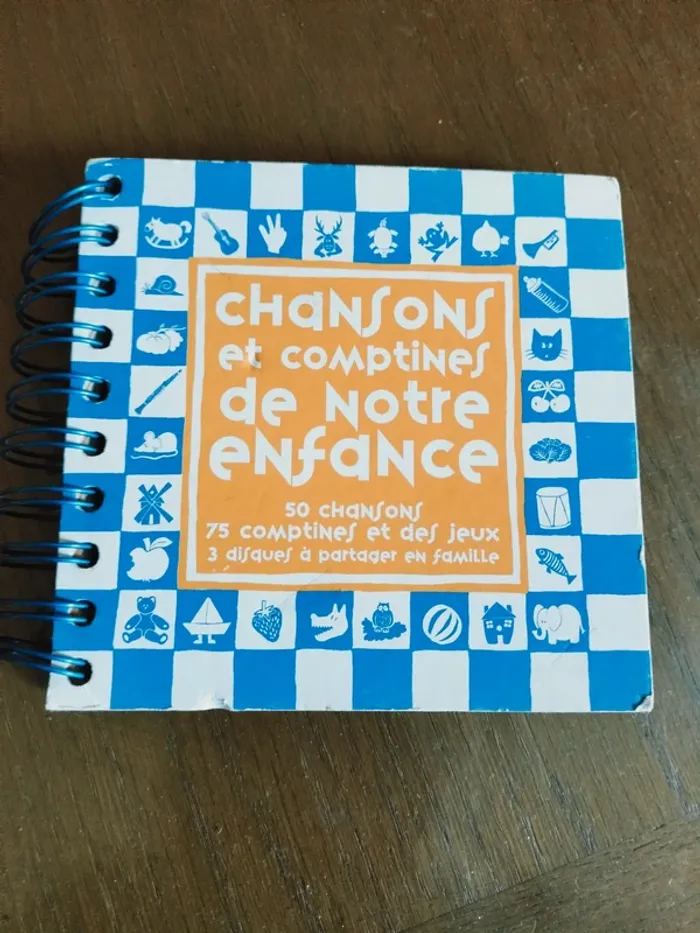 chansons
et comptines
de notre
enfance
50 chansons
75 comptines et des jeux
3 disques à partager en famille